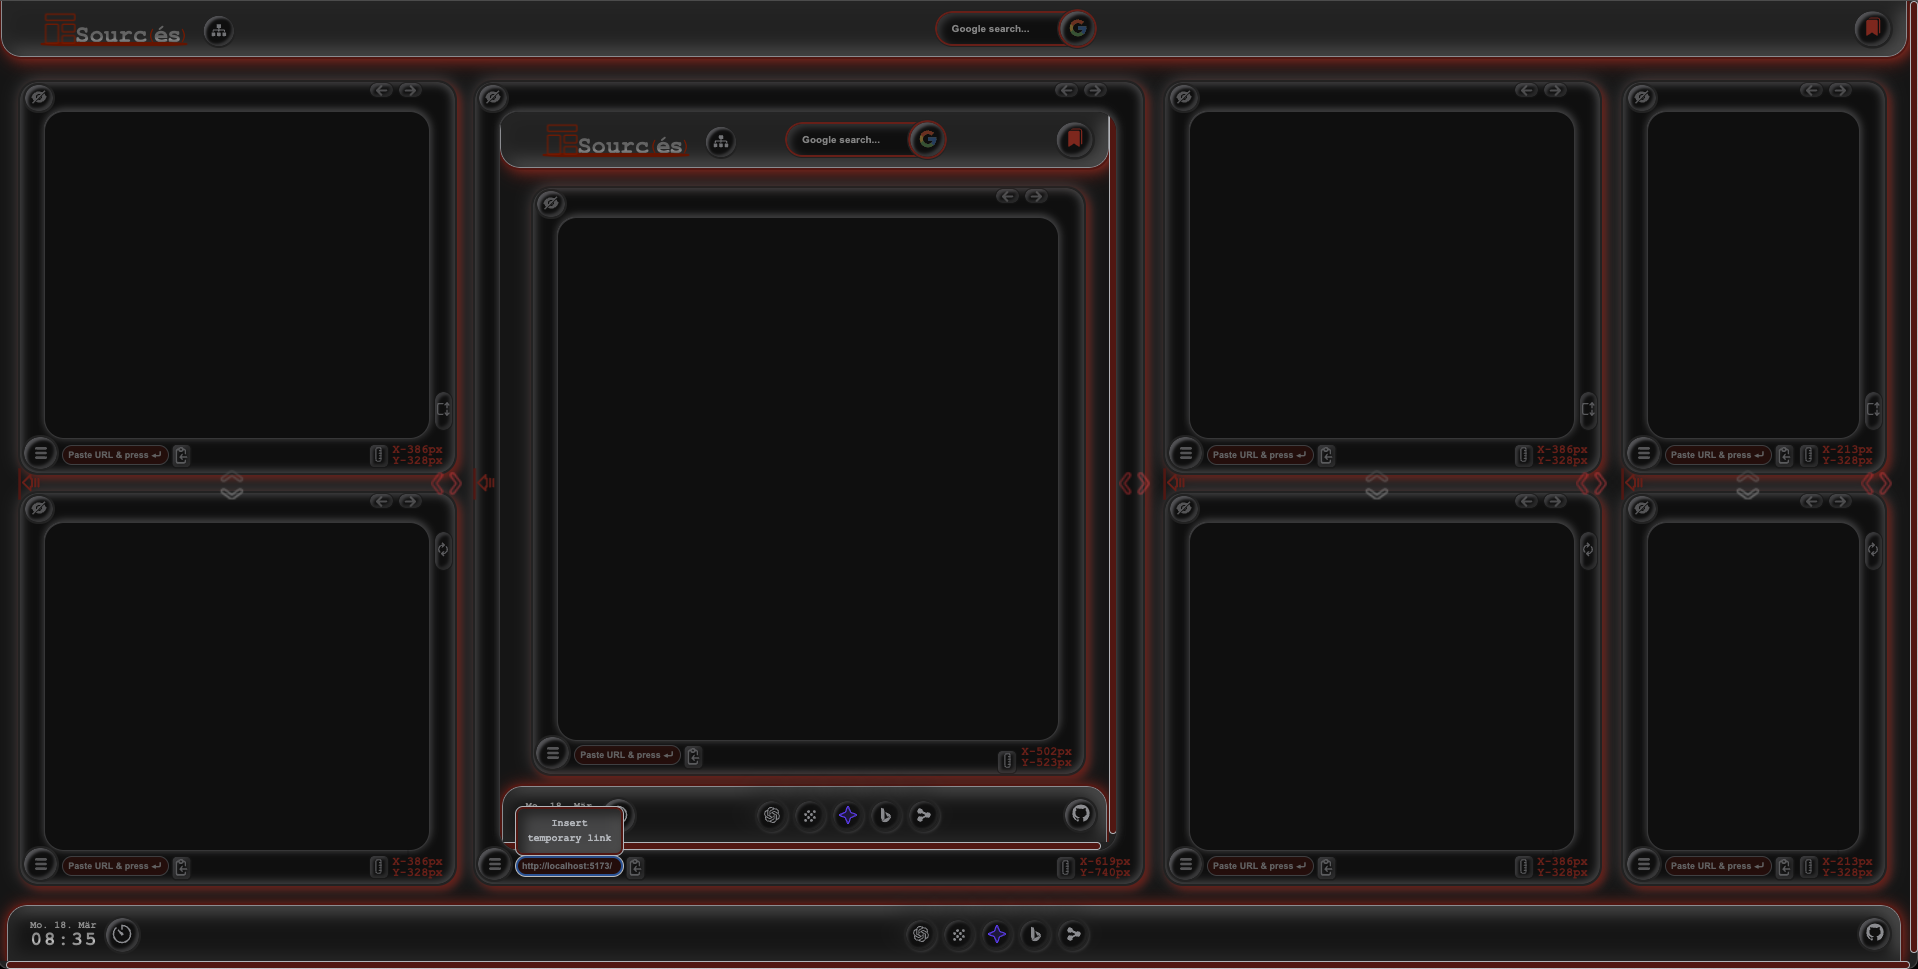 Sourc(és)
Google search...
Sourc(és)
Google search...
Paste URL & press ↵
X-386px
Y-328px
Paste URL & press ↵
X-386px
Y-328px
Paste URL & press ↵
X-213px
Y-328px
Paste URL & press ↵
X-502px
Y-523px
Mo. 18. Mär
Insert
temporary link
Paste URL & press ↵
X-386px
Y-328px
http://localhost:5173/
X-619px
Y-740px
Paste URL & press ↵
X-386px
Y-328px
Paste URL & press ↵
X-213px
Y-328px
Mo. 18. Mär
08:35